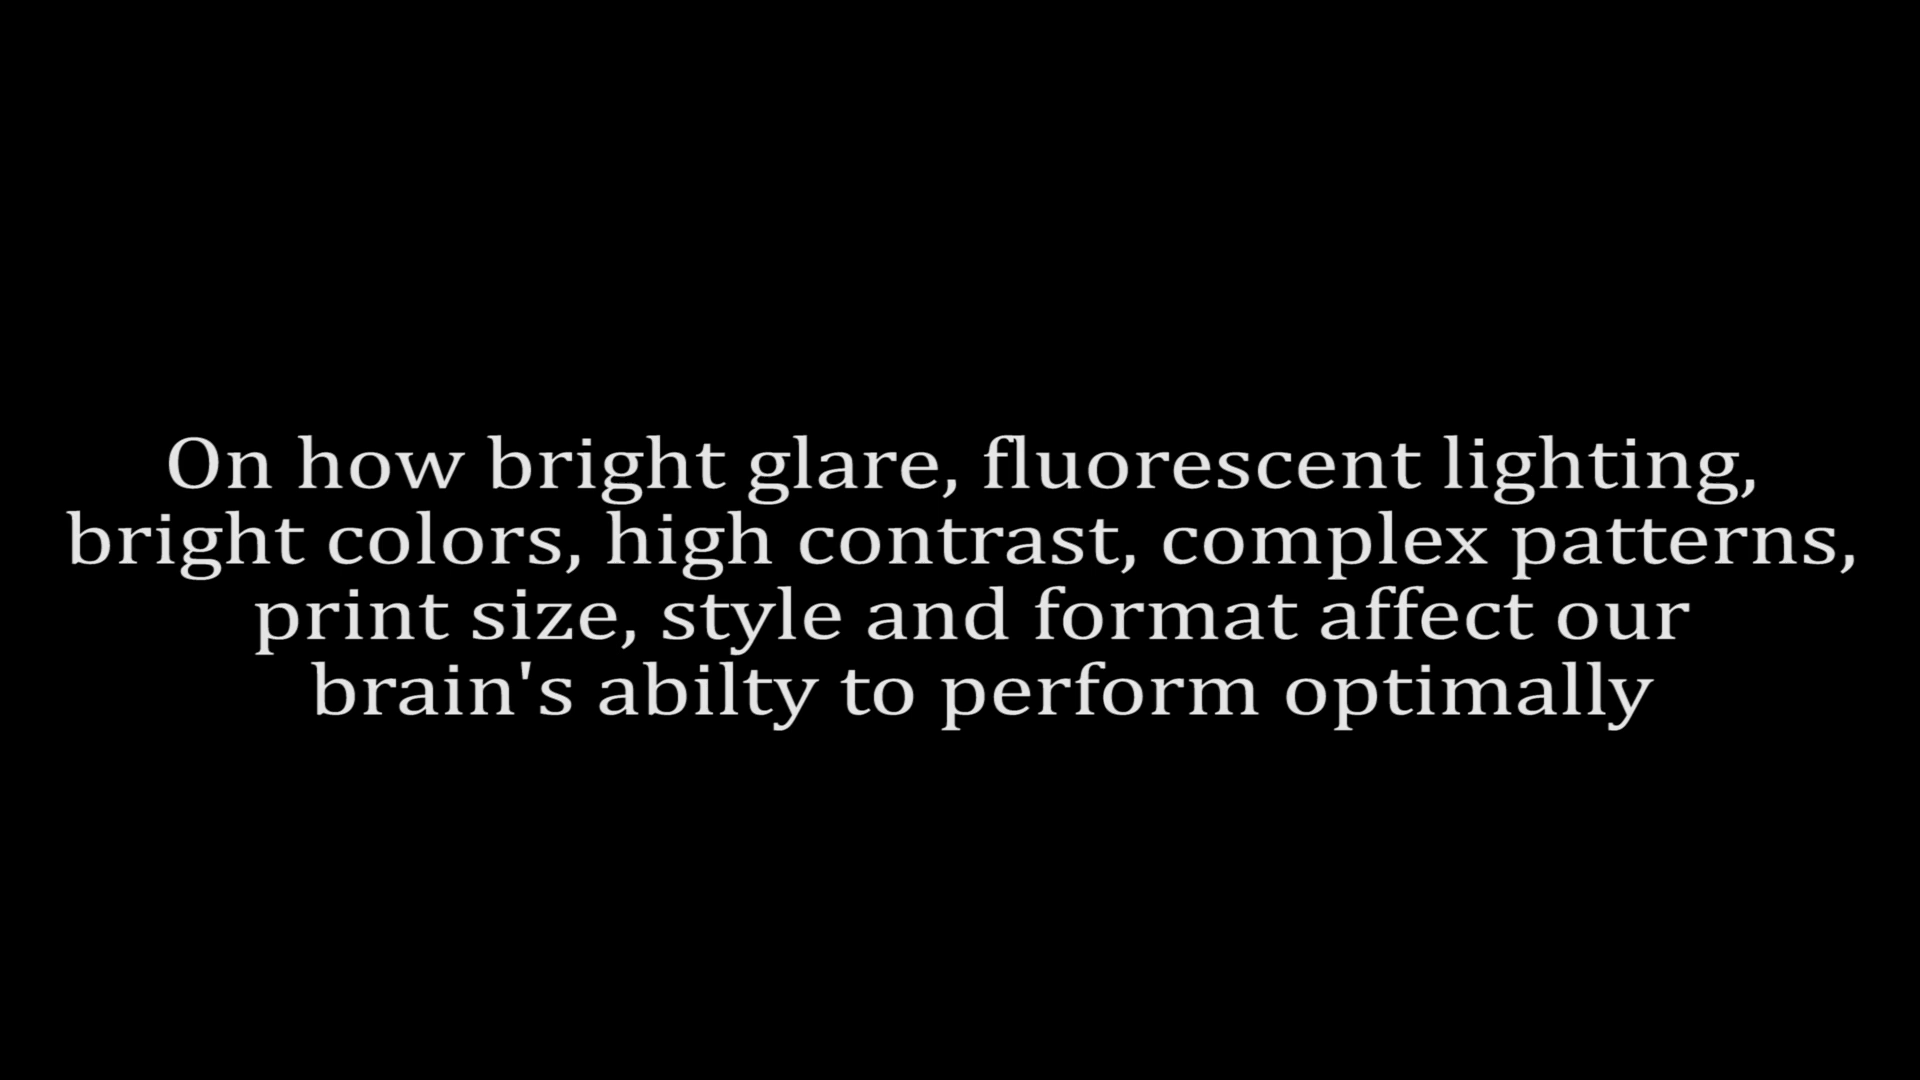 On how bright glare, fluorescent lighting,
bright colors, high contrast, complex patterns,
print size, style and format affect our
brain's abilty to perform optimally